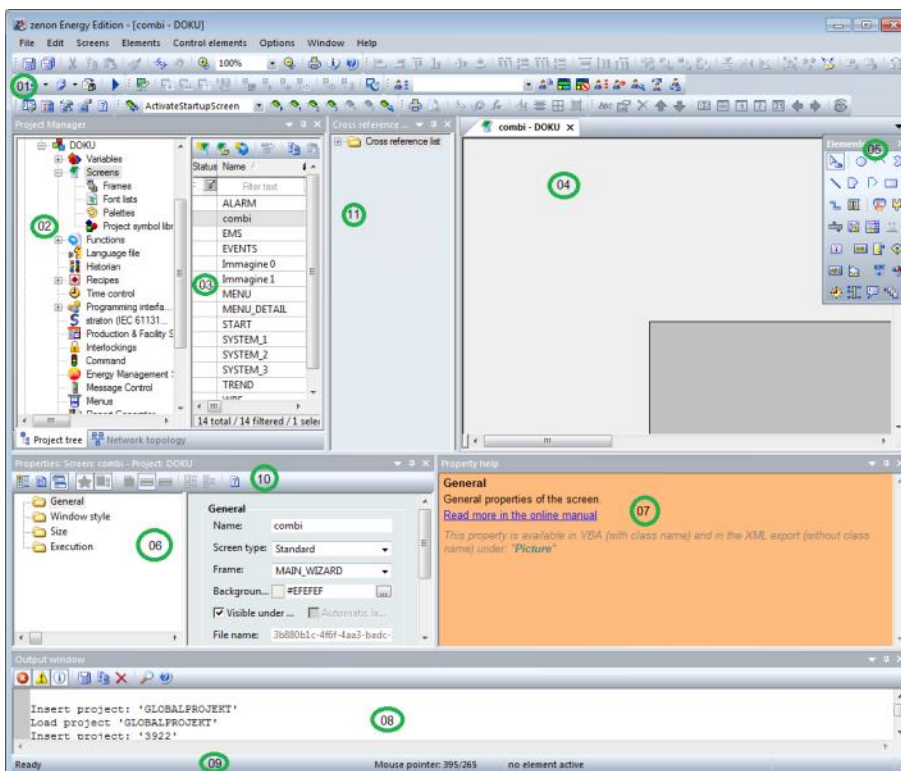 zenon Energy Edition - [combi - DOKU]
File Edit Screens Elements Control elements Options Window Help
100%
01
ActivateStartupScreen
Project Manager
DOKU
Variables
Screens
Frames
Font lists
Palettes
Project symbol libr
02
Functions
Language file
Historian
Recipes
Time control
Programming interfa...
straton (IEC 61131...
Production & Facility S
Interlockings
Command
Energy Management S
Message Control
Menus
Project tree
Network topology
Status Name
Filter text
ALARM
combi
EMS
EVENTS
Immagine 0
Immagine 1
03
MENU
MENU_DETAIL
START
SYSTEM_1
SYSTEM_2
SYSTEM_3
TREND
14 total / 14 filtered / 1 selec
Cross reference ...
Cross reference list
11
combi - DOKU
04
05
Properties: Screen: combi - Project: DOKU
10
General
Window style
Size
Execution
06
General
Name: combi
Screen type: Standard
Frame: MAIN_WIZARD
Backgroun... #EFEFEF ...
Visible under ... Automatic la...
File name: 3b880b1c-4f6f-4aa3-badc-
Property help
General
General properties of the screen.
Read more in the online manual
07
This property is available in VBA (with class name) and in the XML export (without class
name) under: "Picture"
Output window
Insert project: 'GLOBALPROJEKT'
Load project 'GLOBALPROJEKT'
Insert project: '3922'
08
Ready
09
Mouse pointer: 395/265
no element active